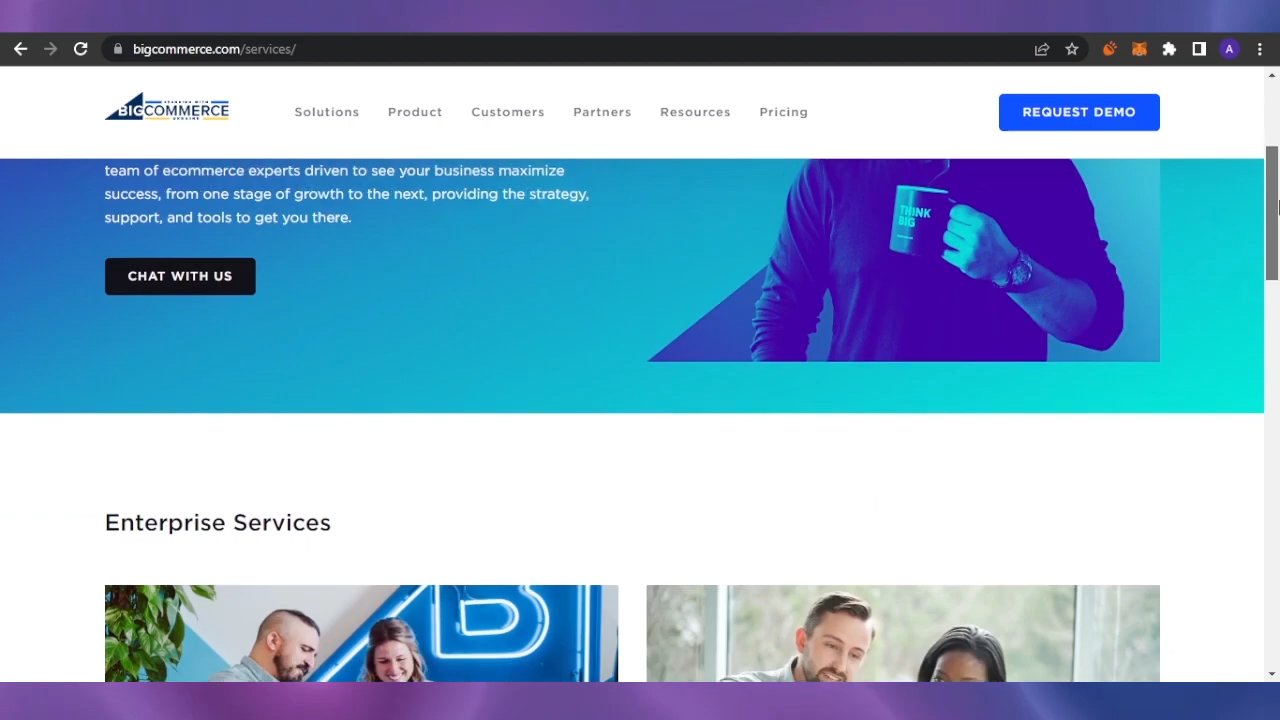 bigcommerce.com/services/
A
BIGCOMMERCE
UKRAINE
Solutions
Product
Customers
Partners
Resources
Pricing
REQUEST DEMO
team of ecommerce experts driven to see your business maximize
success, from one stage of growth to the next, providing the strategy,
support, and tools to get you there.
THINK
BIG
CHAT WITH US
Enterprise Services
B